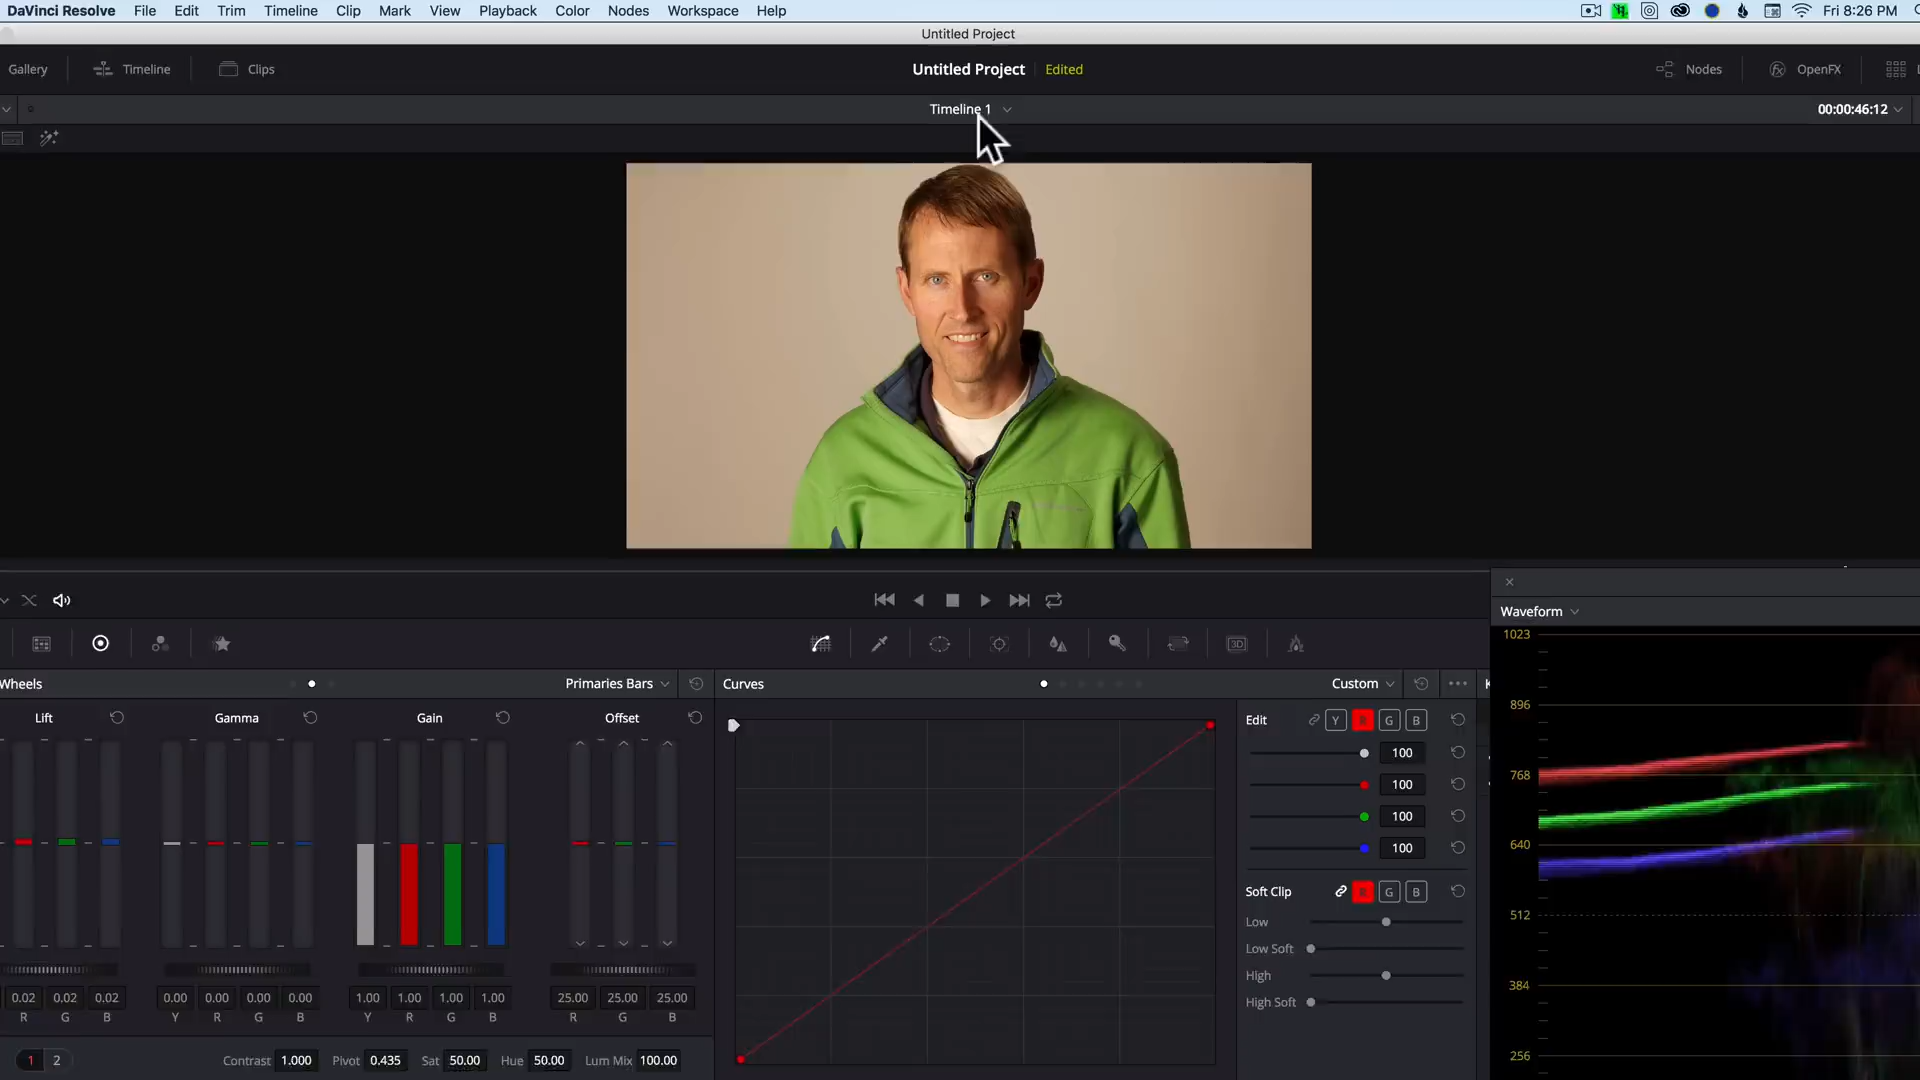 DaVinci Resolve File Edit Trim Timeline Clip Mark View Playback Color Nodes Workspace Help Fri 8:26 PM
Untitled Project
Gallery Timeline Clips Untitled Project Edited Nodes OpenFX
Timeline 1 00:00:46:12
Waveform
1023
Wheels Primaries Bars Curves Custom
896
Lift Gamma Gain Offset Edit Y R G B
100
768
100
100
640
100
Soft Clip R G B
512
Low
Low Soft
High
384
0.02 0.02 0.02 0.00 0.00 0.00 0.00 1.00 1.00 1.00 1.00 25.00 25.00 25.00 High Soft
R G B Y R G B Y R G B R G B
256
1 2 Contrast 1.000 Pivot 0.435 Sat 50.00 Hue 50.00 Lum Mix 100.00
3D